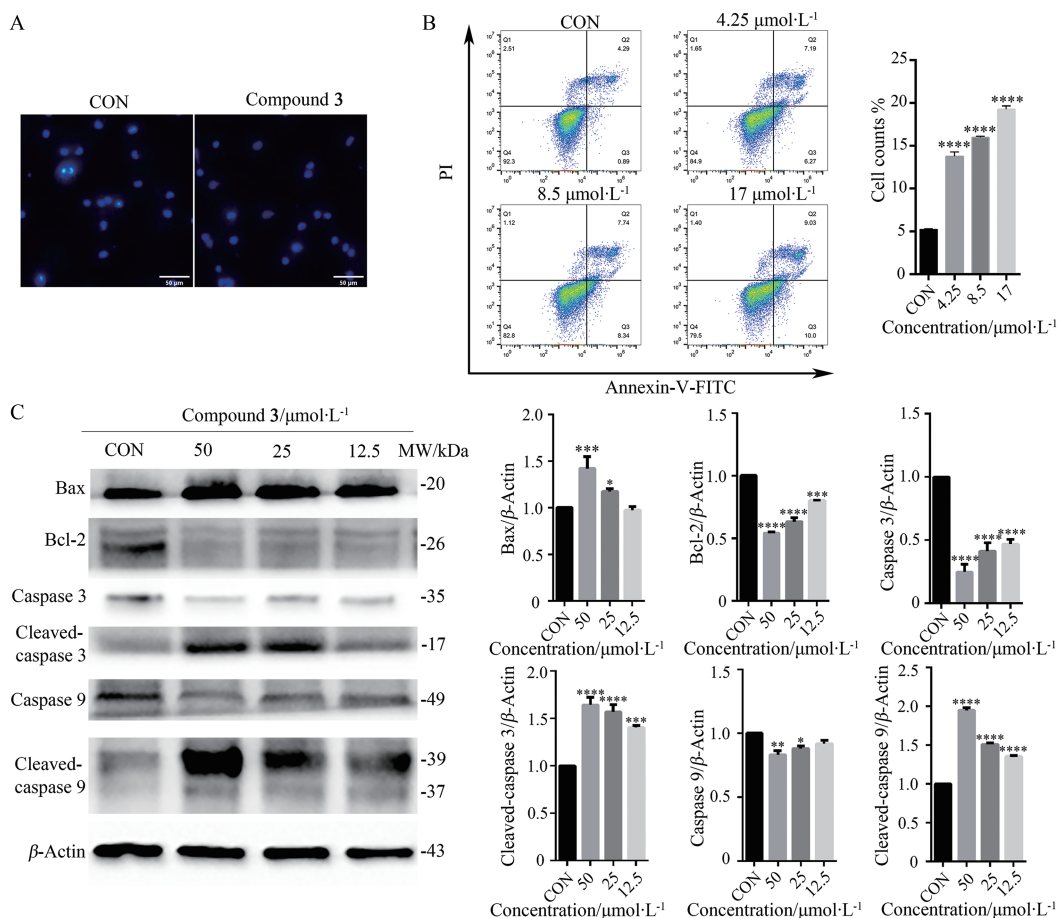 A
CON
Compound 3
50 μm
50 μm
B
CON
4.25 μmol·L⁻¹
Q1
2.51
Q2
4.29
Q4
92.3
Q3
0.89
Q1
1.65
Q2
7.19
Q4
84.9
Q3
6.27
8.5 μmol·L⁻¹
17 μmol·L⁻¹
Q1
1.12
Q2
7.74
Q4
82.8
Q3
8.34
Q1
1.40
Q2
9.03
Q4
79.5
Q3
10.0
PI
Annexin-V-FITC
Cell counts %
25
20
15
10
5
0
****
****
****
CON
4.25
8.5
17
Concentration/μmol·L⁻¹
C
Compound 3/μmol·L⁻¹
CON 50 25 12.5 MW/kDa
Bax -20
Bcl-2 -26
Caspase 3 -35
Cleaved-
caspase 3 -17
Caspase 9 -49
Cleaved-
caspase 9 -39
-37
β-Actin -43
Bax/β-Actin
2.0
1.5
1.0
0.5
0
***
*
CON
50
25
12.5
Concentration/μmol·L⁻¹
Bcl-2/β-Actin
1.5
1.0
0.5
0
****
****
***
CON
50
25
12.5
Concentration/μmol·L⁻¹
Caspase 3/β-Actin
1.5
1.0
0.5
0
****
****
****
CON
50
25
12.5
Concentration/μmol·L⁻¹
Cleaved-caspase 3/β-Actin
2.0
1.5
1.0
0.5
0
****
****
***
CON
50
25
12.5
Concentration/μmol·L⁻¹
Caspase 9/β-Actin
1.5
1.0
0.5
0.0
**
*
CON
50
25
12.5
Concentration/μmol·L⁻¹
Cleaved-caspase 9/β-Actin
2.5
2.0
1.5
1.0
0.5
0.0
****
****
****
CON
50
25
12.5
Concentration/μmol·L⁻¹